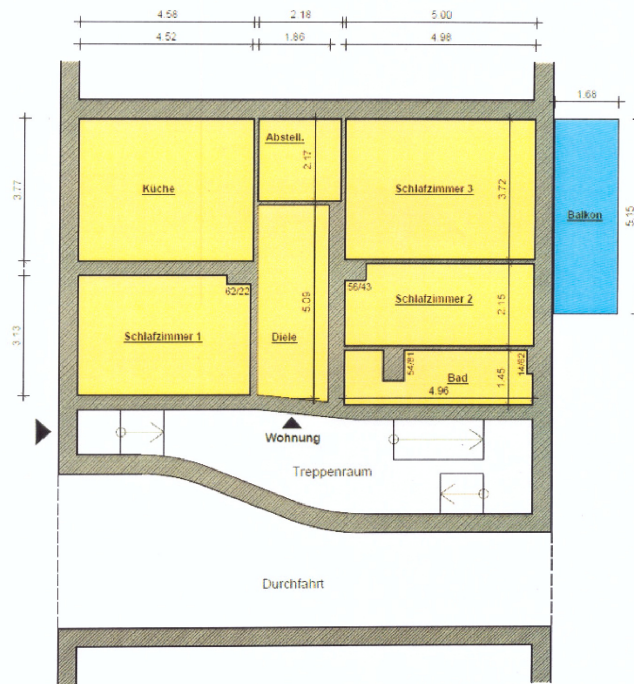 4.58 2.18 5.00
4.52 1.86 4.98
1.68
Abstell.
2.17
3.77
Küche
Schlafzimmer 3
3.72
Balkon
5.15
62/22
56/43
Schlafzimmer 2
2.15
5.09
3.13
Schlafzimmer 1
Diele
54/81
14/62
Bad
1.45
4.96
Wohnung
Treppenraum
Durchfahrt